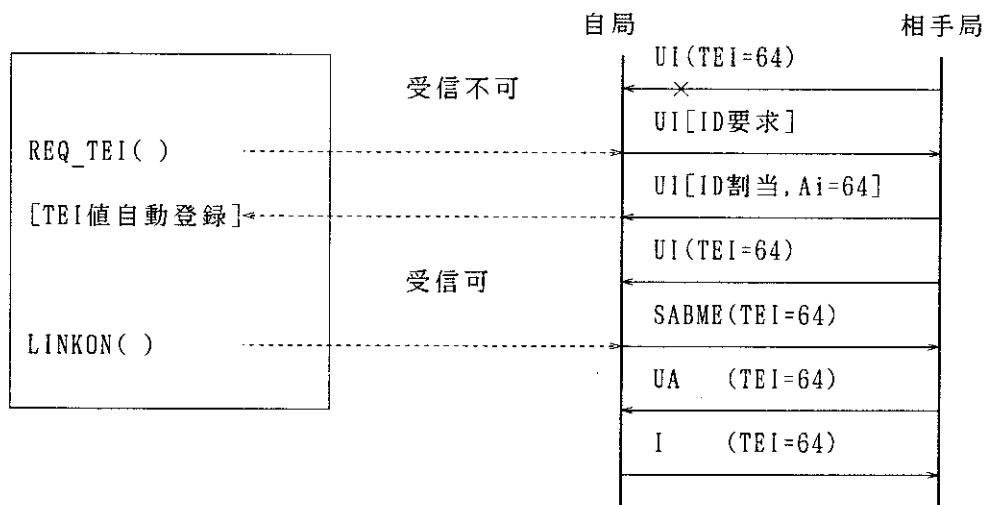 自局 相手局
UI(TEI=64)
受信不可
UI[ID要求]
REQ_TEI( )
UI[ID割当,Ai=64]
[TEI値自動登録]
UI(TEI=64)
受信可
SABME(TEI=64)
LINKON( )
UA (TEI=64)
I (TEI=64)